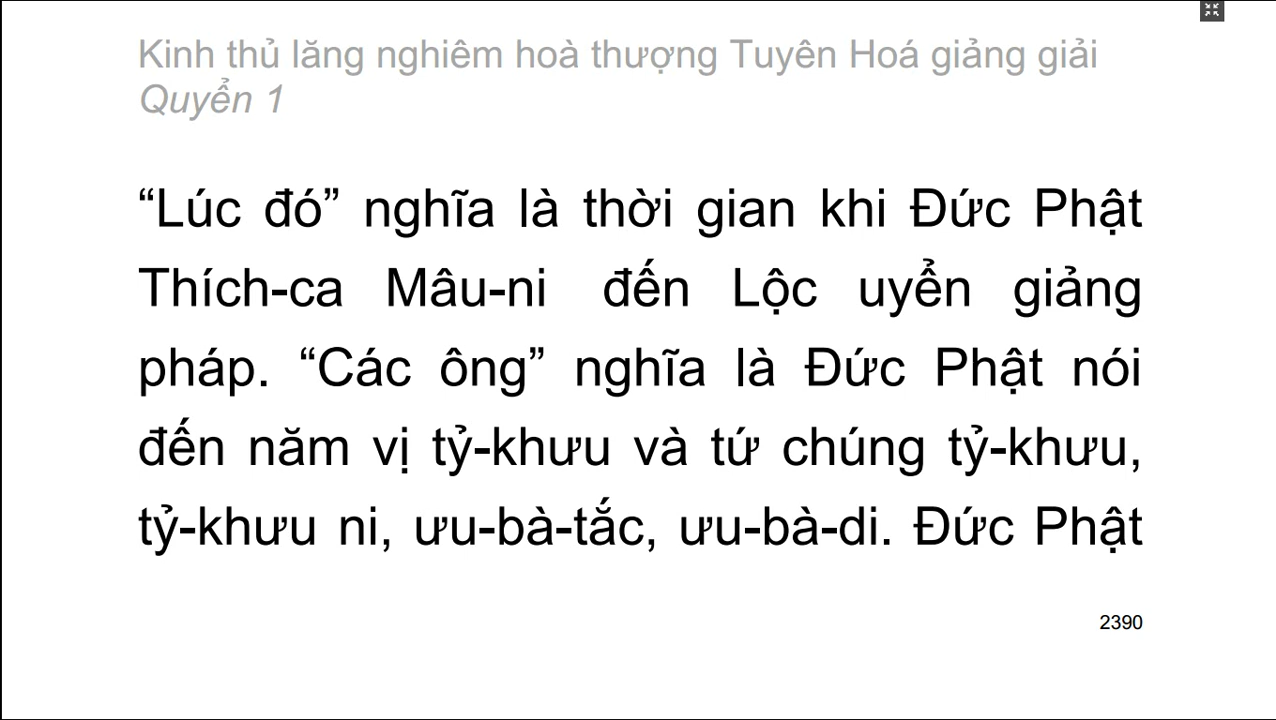 Kinh thủ lăng nghiêm hoà thượng Tuyên Hoá giảng giải
Quyển 1
“Lúc đó” nghĩa là thời gian khi Đức Phật
Thích-ca Mâu-ni đến Lộc uyển giảng
pháp. “Các ông” nghĩa là Đức Phật nói
đến năm vị tỷ-khưu và tứ chúng tỷ-khưu,
tỷ-khưu ni, ưu-bà-tắc, ưu-bà-di. Đức Phật
2390